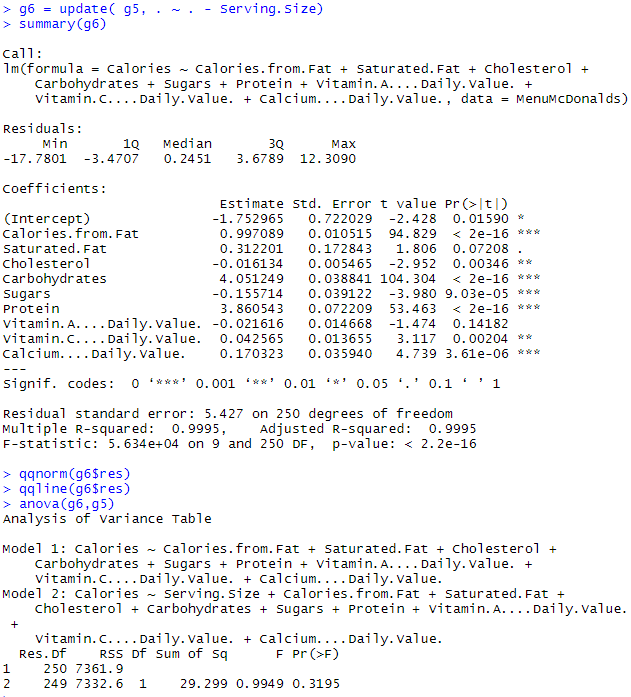 > g6 = update( g5, . ~ . - Serving.Size)
> summary(g6)

Call:
lm(formula = Calories ~ Calories.from.Fat + Saturated.Fat + Cholesterol +
    Carbohydrates + Sugars + Protein + Vitamin.A....Daily.Value. +
    Vitamin.C....Daily.Value. + Calcium....Daily.Value., data = MenuMcDonalds)

Residuals:
     Min       1Q   Median       3Q      Max
-17.7801  -3.4707   0.2451   3.6789  12.3090

Coefficients:
                            Estimate Std. Error t value Pr(>|t|)
(Intercept)                -1.752965   0.722029  -2.428  0.01590 *
Calories.from.Fat           0.997089   0.010515  94.829  < 2e-16 ***
Saturated.Fat               0.312201   0.172843   1.806  0.07208 .
Cholesterol                -0.016134   0.005465  -2.952  0.00346 **
Carbohydrates               4.051249   0.038841 104.304  < 2e-16 ***
Sugars                     -0.155714   0.039122  -3.980 9.03e-05 ***
Protein                     3.860543   0.072209  53.463  < 2e-16 ***
Vitamin.A....Daily.Value.  -0.021616   0.014668  -1.474  0.14182
Vitamin.C....Daily.Value.   0.042565   0.013655   3.117  0.00204 **
Calcium....Daily.Value.     0.170323   0.035940   4.739 3.61e-06 ***
---
Signif. codes:  0 ‘***’ 0.001 ‘**’ 0.01 ‘*’ 0.05 ‘.’ 0.1 ‘ ’ 1

Residual standard error: 5.427 on 250 degrees of freedom
Multiple R-squared:  0.9995,    Adjusted R-squared:  0.9995
F-statistic: 5.634e+04 on 9 and 250 DF,  p-value: < 2.2e-16

> qqnorm(g6$res)
> qqline(g6$res)
> anova(g6,g5)
Analysis of Variance Table

Model 1: Calories ~ Calories.from.Fat + Saturated.Fat + Cholesterol +
    Carbohydrates + Sugars + Protein + Vitamin.A....Daily.Value. +
    Vitamin.C....Daily.Value. + Calcium....Daily.Value.
Model 2: Calories ~ Serving.Size + Calories.from.Fat + Saturated.Fat +
    Cholesterol + Carbohydrates + Sugars + Protein + Vitamin.A....Daily.Value.
 +
    Vitamin.C....Daily.Value. + Calcium....Daily.Value.
  Res.Df    RSS Df Sum of Sq      F Pr(>F)
1    250 7361.9
2    249 7332.6  1    29.299 0.9949 0.3195